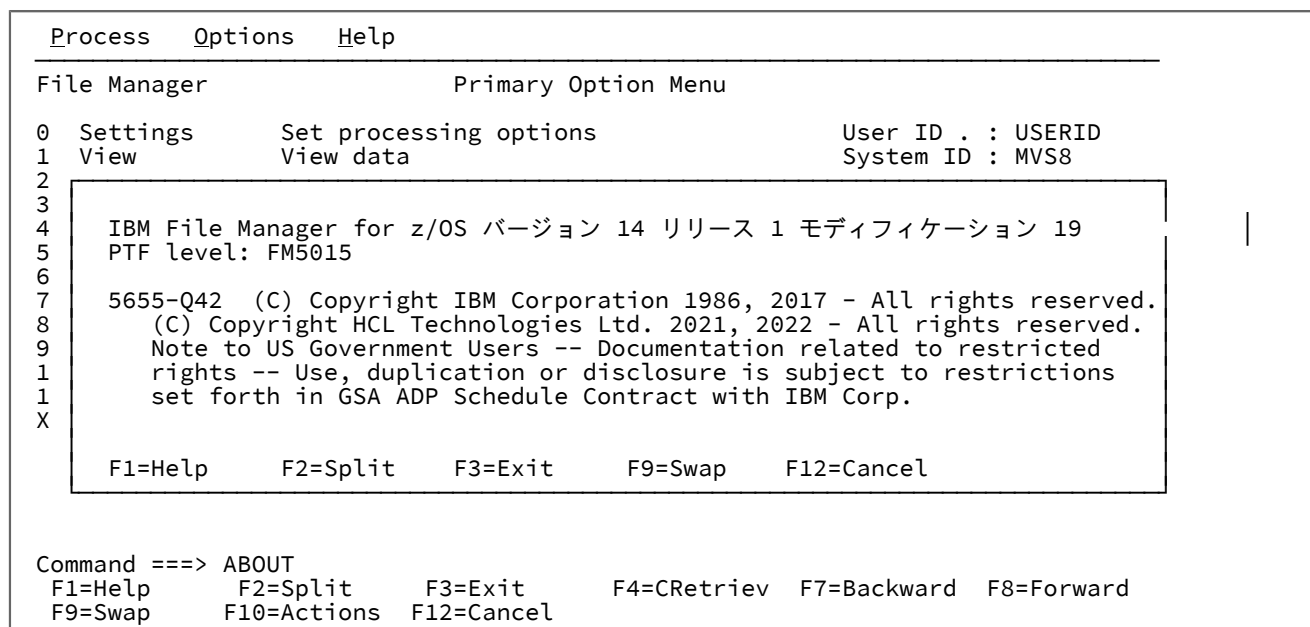 Process   Options   Help
File Manager                 Primary Option Menu
0  Settings      Set processing options                 User ID . : USERID
1  View          View data                              System ID : MVS8
2
3
4    IBM File Manager for z/OS バージョン 14 リリース 1 モディフィケーション 19
5    PTF level: FM5015
6
7    5655-Q42  (C) Copyright IBM Corporation 1986, 2017 - All rights reserved.
8       (C) Copyright HCL Technologies Ltd. 2021, 2022 - All rights reserved.
9       Note to US Government Users -- Documentation related to restricted
1       rights -- Use, duplication or disclosure is subject to restrictions
1       set forth in GSA ADP Schedule Contract with IBM Corp.
X
F1=Help     F2=Split    F3=Exit     F9=Swap    F12=Cancel
Command ===> ABOUT
F1=Help      F2=Split     F3=Exit      F4=CRetriev  F7=Backward  F8=Forward
F9=Swap     F10=Actions  F12=Cancel